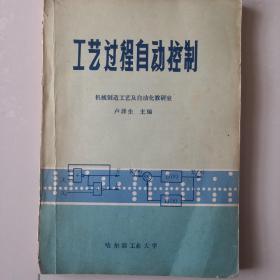 工艺过程自动控制
机械制造工艺及自动化教研室
卢泽生 主编
哈尔滨工业大学